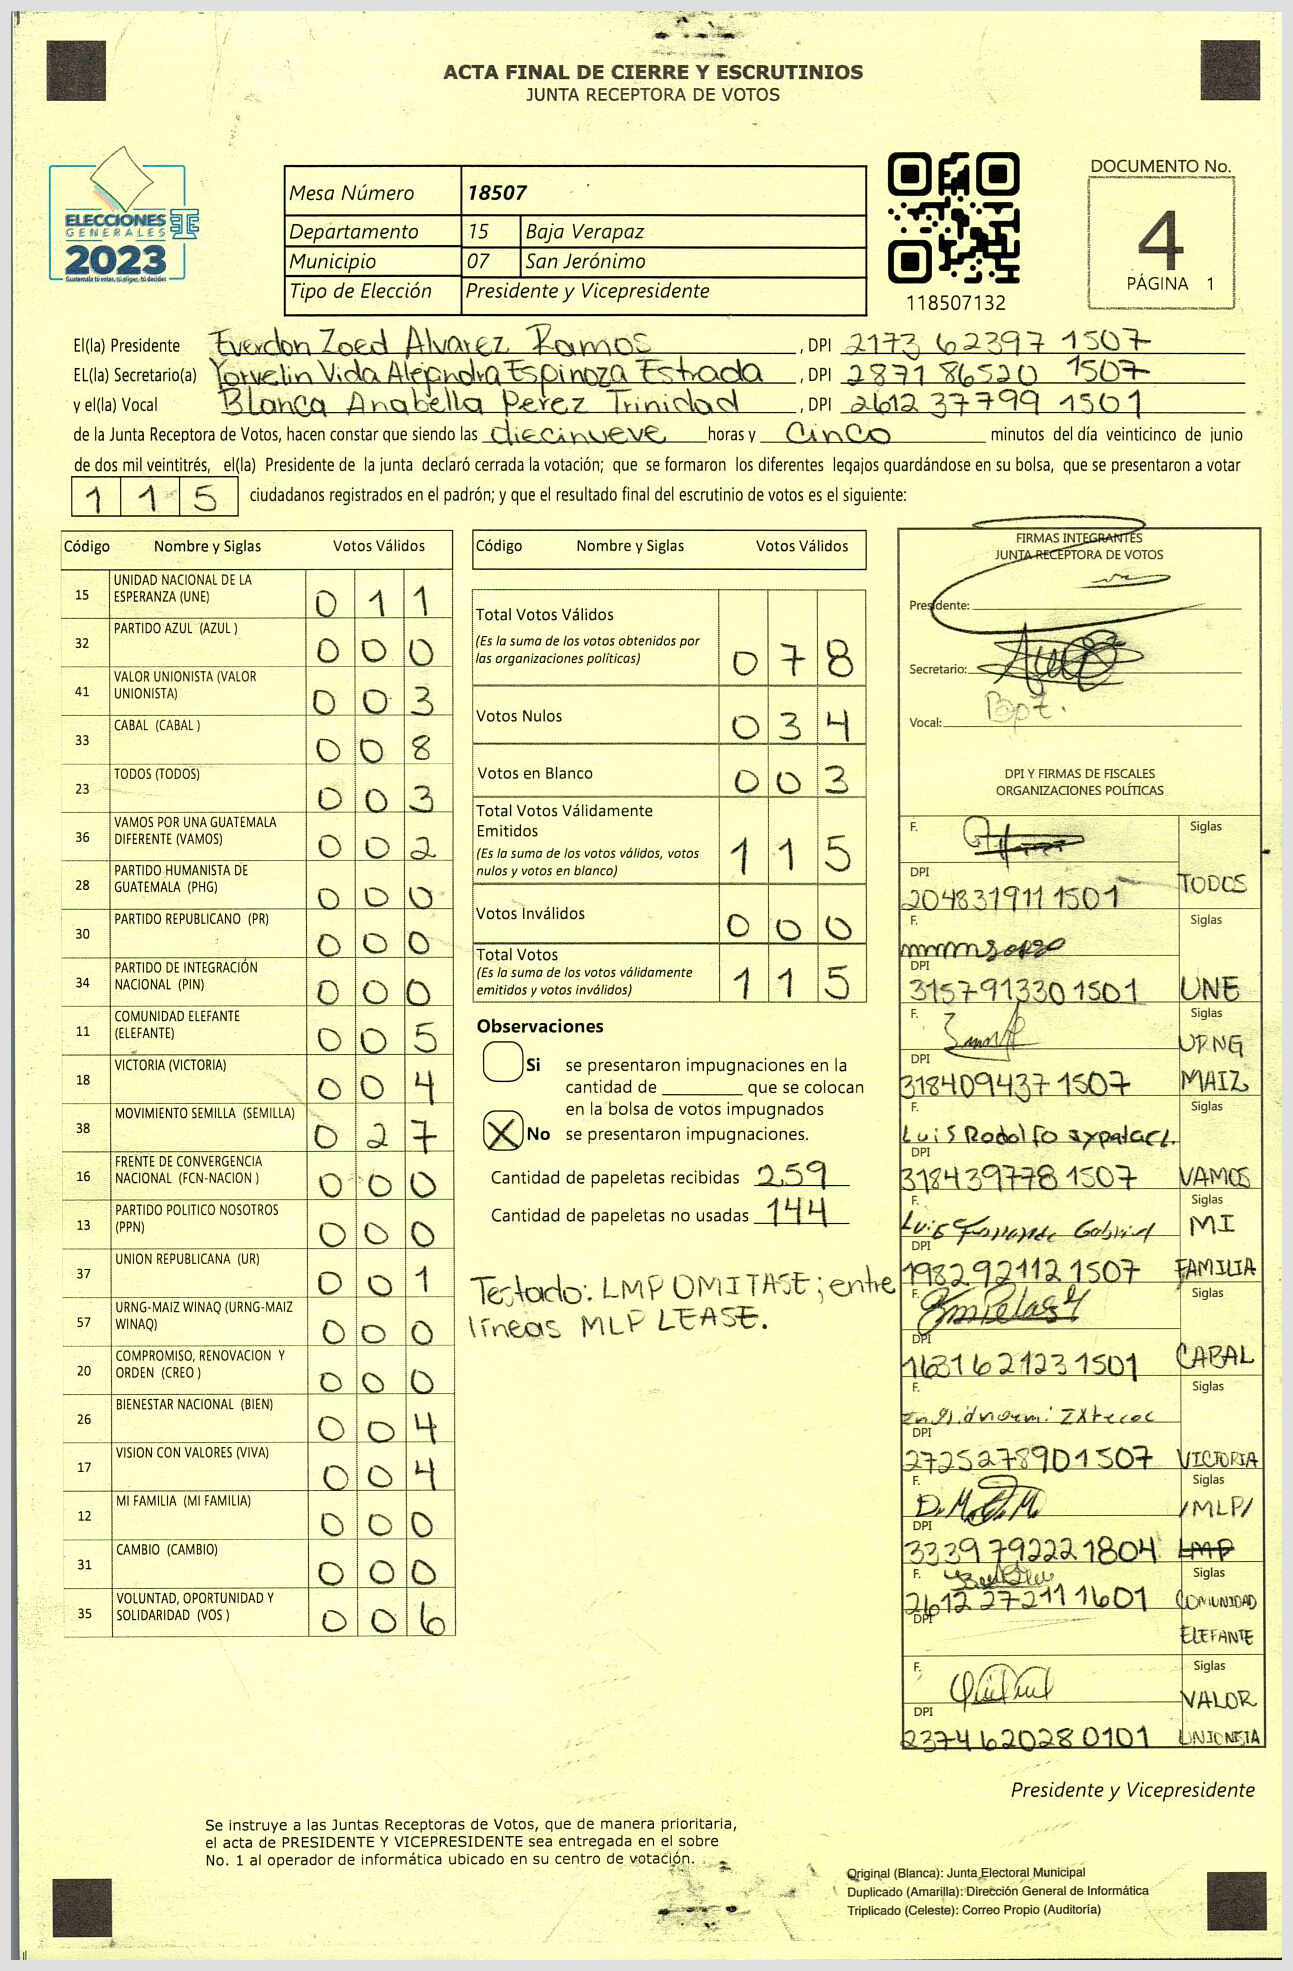 ACTA FINAL DE CIERRE Y ESCRUTINIOS
JUNTA RECEPTORA DE VOTOS
ELECCIONES
GENERALES
2023
Guatemala tú votas, tú eliges, tú decides
Mesa Número 18507
Departamento 15 Baja Verapaz
Municipio 07 San Jerónimo
Tipo de Elección Presidente y Vicepresidente
118507132
DOCUMENTO No.
4
PÁGINA 1
El(la) Presidente Everdon Zoed Alvarez Ramos, DPI 2173 62397 1507
EL(la) Secretario(a) Yorvelin Vida Alejandra Espinoza Estrada, DPI 2871 86520 1507
y el(la) Vocal Blanca Anabella Perez Trinidad, DPI 2612 37799 1501
de la Junta Receptora de Votos, hacen constar que siendo las diecinueve horas y cinco minutos del día veinticinco de junio
de dos mil veintitrés, el(la) Presidente de la junta declaró cerrada la votación; que se formaron los diferentes legajos guardándose en su bolsa, que se presentaron a votar
115 ciudadanos registrados en el padrón; y que el resultado final del escrutinio de votos es el siguiente:
Código Nombre y Siglas Votos Válidos
15 UNIDAD NACIONAL DE LA ESPERANZA (UNE) 0 1 1
32 PARTIDO AZUL (AZUL ) 0 0 0
41 VALOR UNIONISTA (VALOR UNIONISTA) 0 0 3
33 CABAL (CABAL ) 0 0 8
23 TODOS (TODOS) 0 0 3
36 VAMOS POR UNA GUATEMALA DIFERENTE (VAMOS) 0 0 2
28 PARTIDO HUMANISTA DE GUATEMALA (PHG) 0 0 0
30 PARTIDO REPUBLICANO (PR) 0 0 0
34 PARTIDO DE INTEGRACIÓN NACIONAL (PIN) 0 0 0
11 COMUNIDAD ELEFANTE (ELEFANTE) 0 0 5
18 VICTORIA (VICTORIA) 0 0 4
38 MOVIMIENTO SEMILLA (SEMILLA) 0 2 7
16 FRENTE DE CONVERGENCIA NACIONAL (FCN-NACION ) 0 0 0
13 PARTIDO POLITICO NOSOTROS (PPN) 0 0 0
37 UNION REPUBLICANA (UR) 0 0 1
57 URNG-MAIZ WINAQ (URNG-MAIZ WINAQ) 0 0 0
20 COMPROMISO, RENOVACION Y ORDEN (CREO ) 0 0 0
26 BIENESTAR NACIONAL (BIEN) 0 0 4
17 VISION CON VALORES (VIVA) 0 0 4
12 MI FAMILIA (MI FAMILIA) 0 0 0
31 CAMBIO (CAMBIO) 0 0 0
35 VOLUNTAD, OPORTUNIDAD Y SOLIDARIDAD (VOS ) 0 0 6
Código Nombre y Siglas Votos Válidos
Total Votos Válidos 0 7 8
(Es la suma de los votos obtenidos por
las organizaciones políticas)
Votos Nulos 0 3 4
Votos en Blanco 0 0 3
Total Votos Válidamente
Emitidos 1 1 5
(Es la suma de los votos válidos, votos
nulos y votos en blanco)
Votos Inválidos 0 0 0
Total Votos 1 1 5
(Es la suma de los votos válidamente
emitidos y votos inválidos)
Observaciones
Si se presentaron impugnaciones en la
cantidad de ________ que se colocan
en la bolsa de votos impugnados
X No se presentaron impugnaciones.
Cantidad de papeletas recibidas 259
Cantidad de papeletas no usadas 144
Testado: LMP OMITASE; entre
líneas MLP LEASE.
FIRMAS INTEGRANTES
JUNTA RECEPTORA DE VOTOS
Presidente:
Secretario:
Vocal:
DPI Y FIRMAS DE FISCALES
ORGANIZACIONES POLÍTICAS
F. Siglas
DPI 204831911 1501 TODOS
F. Siglas
DPI 315791330 1501 UNE
F. Siglas
DPI 318409437 1507 URNG MAIZ
F. Luis Rodolfo Siglas
DPI 318439778 1507 VAMOS
F. Luis Gabriel Siglas
DPI 198292112 1507 MI FAMILIA
F. Siglas
DPI 163162123 1501 CABAL
F. Siglas
DPI 272527890 1507 VICTORIA
F. Siglas
DPI 3339 79222 1804 /MLP/ LMP
F. Siglas
DPI 2612 27211 1601 COMUNIDAD ELEFANTE
F. Siglas
DPI 2374 62028 0101 VALOR UNIONISTA
Presidente y Vicepresidente
Se instruye a las Juntas Receptoras de Votos, que de manera prioritaria,
el acta de PRESIDENTE Y VICEPRESIDENTE sea entregada en el sobre
No. 1 al operador de informática ubicado en su centro de votación.
Original (Blanca): Junta Electoral Municipal
Duplicado (Amarilla): Dirección General de Informática
Triplicado (Celeste): Correo Propio (Auditoría)